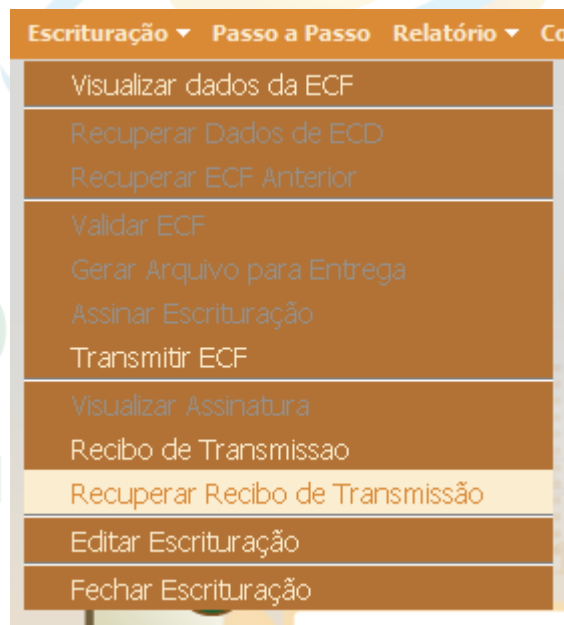 Escrituração Passo a Passo Relatório Co
Visualizar dados da ECF
Recuperar Dados de ECD
Recuperar ECF Anterior
Validar ECF
Gerar Arquivo para Entrega
Assinar Escrituração
Transmitir ECF
Visualizar Assinatura
Recibo de Transmissao
Recuperar Recibo de Transmissão
Editar Escrituração
Fechar Escrituração